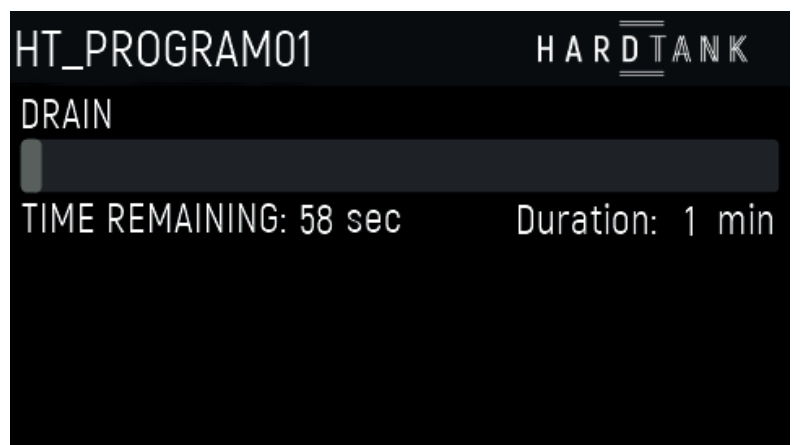 HT_PROGRAM01
HARDTANK
DRAIN
TIME REMAINING: 58 sec
Duration: 1 min